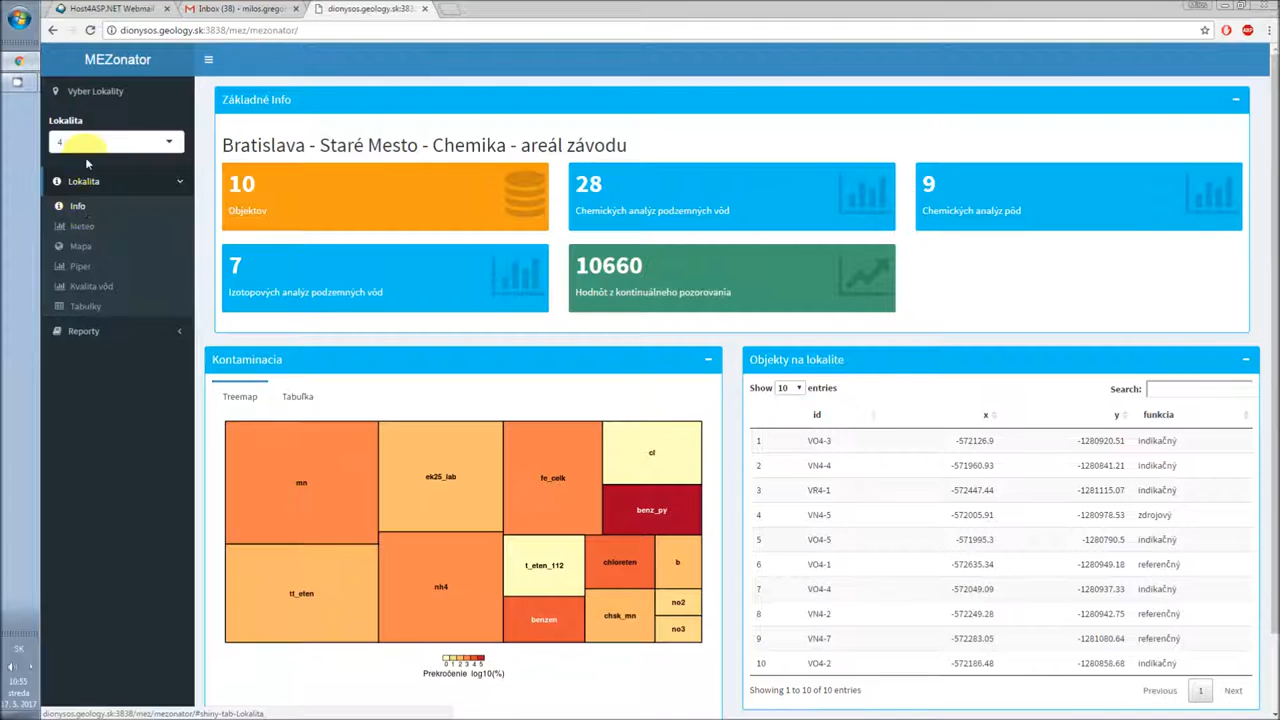 Host4ASP.NET Webmail
Inbox (38) - milos.grego
dionysos.geology.sk:383
dionysos.geology.sk:3838/mez/mezonator/
MEZonator
Vyber Lokality
Lokalita
4
Lokalita
Info
Meteo
Mapa
Piper
Kvalita vôd
Tabuľky
Reporty
Základné Info
Bratislava - Staré Mesto - Chemika - areál závodu
10
Objektov
28
Chemických analýz podzemných vôd
9
Chemických analýz pôd
7
Izotopových analýz podzemných vôd
10660
Hodnôt z kontinuálneho pozorovania
Kontaminacia
Treemap Tabuľka
mn
ek25_lab
fe_celk
cl
benz_py
tt_eten
nh4
t_eten_112
chloreten
b
benzen
chsk_mn
no2
no3
0 1 2 3 4 5
Prekročenie log10(%)
Objekty na lokalite
Show 10 entries Search:
id x y funkcia
1 VO4-3 -572126.9 -1280920.51 indikačný
2 VN4-4 -571960.93 -1280841.21 indikačný
3 VR4-1 -572447.44 -1281115.07 indikačný
4 VN4-5 -572005.91 -1280978.53 zdrojový
5 VO4-5 -571995.3 -1280790.5 indikačný
6 VO4-1 -572635.34 -1280949.18 referenčný
7 VO4-4 -572049.09 -1280937.33 indikačný
8 VN4-2 -572249.28 -1280942.75 referenčný
9 VN4-7 -572283.05 -1281080.64 referenčný
10 VO4-2 -572186.48 -1280858.68 indikačný
Showing 1 to 10 of 10 entries Previous 1 Next
SK
10:55
streda
17. 5. 2017
dionysos.geology.sk:3838/mez/mezonator/#shiny-tab-Lokalita